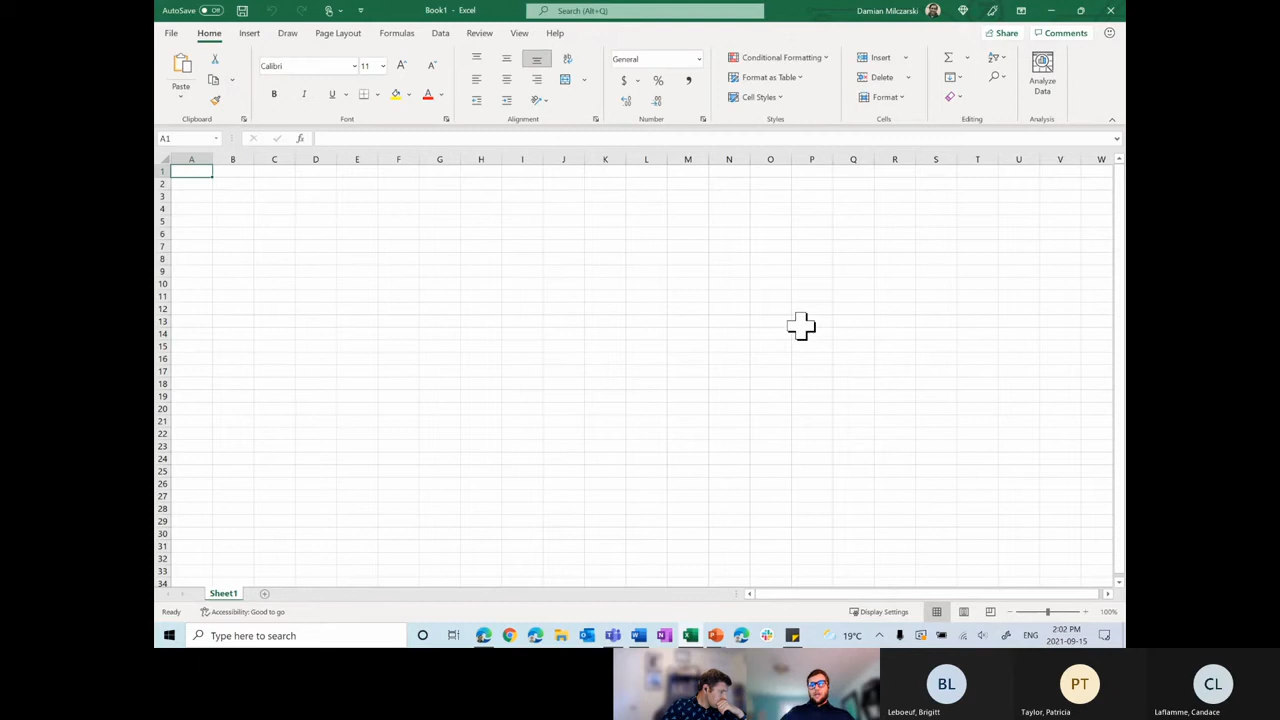 AutoSave Off Book1 - Excel Search (Alt+Q) Damian Milczarski
File Home Insert Draw Page Layout Formulas Data Review View Help Share Comments
Paste Calibri 11 General Conditional Formatting Format as Table Cell Styles Insert Delete Format Analyze Data
B I U A $ % ,
Clipboard Font Alignment Number Styles Cells Editing Analysis
A1 fx
A B C D E F G H I J K L M N O P Q R S T U V W
1
2
3
4
5
6
7
8
9
10
11
12
13
14
15
16
17
18
19
20
21
22
23
24
25
26
27
28
29
30
31
32
33
34
Sheet1
Ready Accessibility: Good to go Display Settings 100%
Type here to search 19°C ENG 2:02 PM
2021-09-15
BL PT CL
Leboeuf, Brigitt Taylor, Patricia Laflamme, Candace